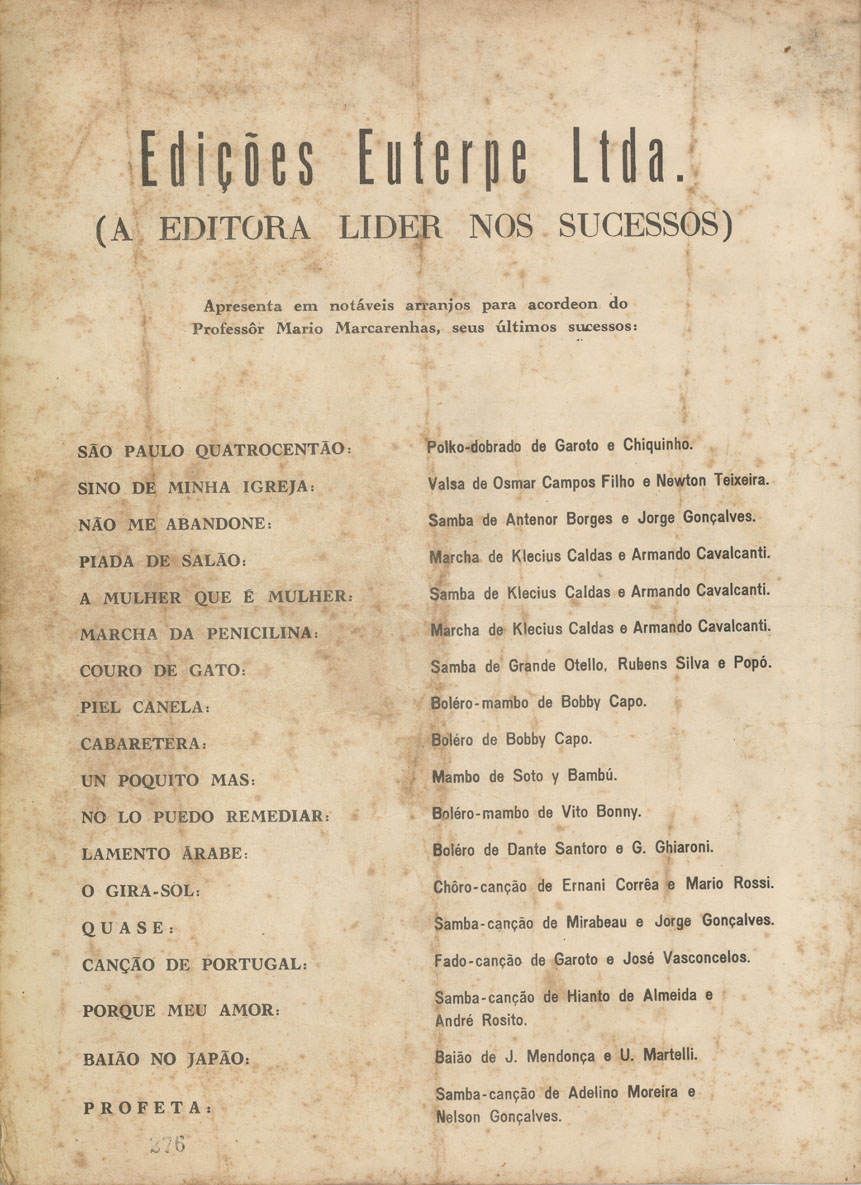 Edições Euterpe Ltda.
(A EDITORA LIDER NOS SUCESSOS)
Apresenta em notáveis arranjos para acordeon do
Professôr Mario Marcarenhas, seus últimos sucessos:
SÃO PAULO QUATROCENTÃO: Polko-dobrado de Garoto e Chiquinho.
SINO DE MINHA IGREJA: Valsa de Osmar Campos Filho e Newton Teixeira.
NÃO ME ABANDONE: Samba de Antenor Borges e Jorge Gonçalves.
PIADA DE SALÃO: Marcha de Klecius Caldas e Armando Cavalcanti.
A MULHER QUE É MULHER: Samba de Klecius Caldas e Armando Cavalcanti.
MARCHA DA PENICILINA: Marcha de Klecius Caldas e Armando Cavalcanti.
COURO DE GATO: Samba de Grande Otello, Rubens Silva e Popó.
PIEL CANELA: Boléro-mambo de Bobby Capo.
CABARETERA: Boléro de Bobby Capo.
UN POQUITO MAS: Mambo de Soto y Bambú.
NO LO PUEDO REMEDIAR: Boléro-mambo de Vito Bonny.
LAMENTO ÁRABE: Boléro de Dante Santoro e G. Ghiaroni.
O GIRA-SOL: Chôro-canção de Ernani Corrêa e Mario Rossi.
QUASE: Samba-canção de Mirabeau e Jorge Gonçalves.
CANÇÃO DE PORTUGAL: Fado-canção de Garoto e José Vasconcelos.
PORQUE MEU AMOR: Samba-canção de Hianto de Almeida e
André Rosito.
BAIÃO NO JAPÃO: Baião de J. Mendonça e U. Martelli.
PROFETA: Samba-canção de Adelino Moreira e
Nelson Gonçalves.
276